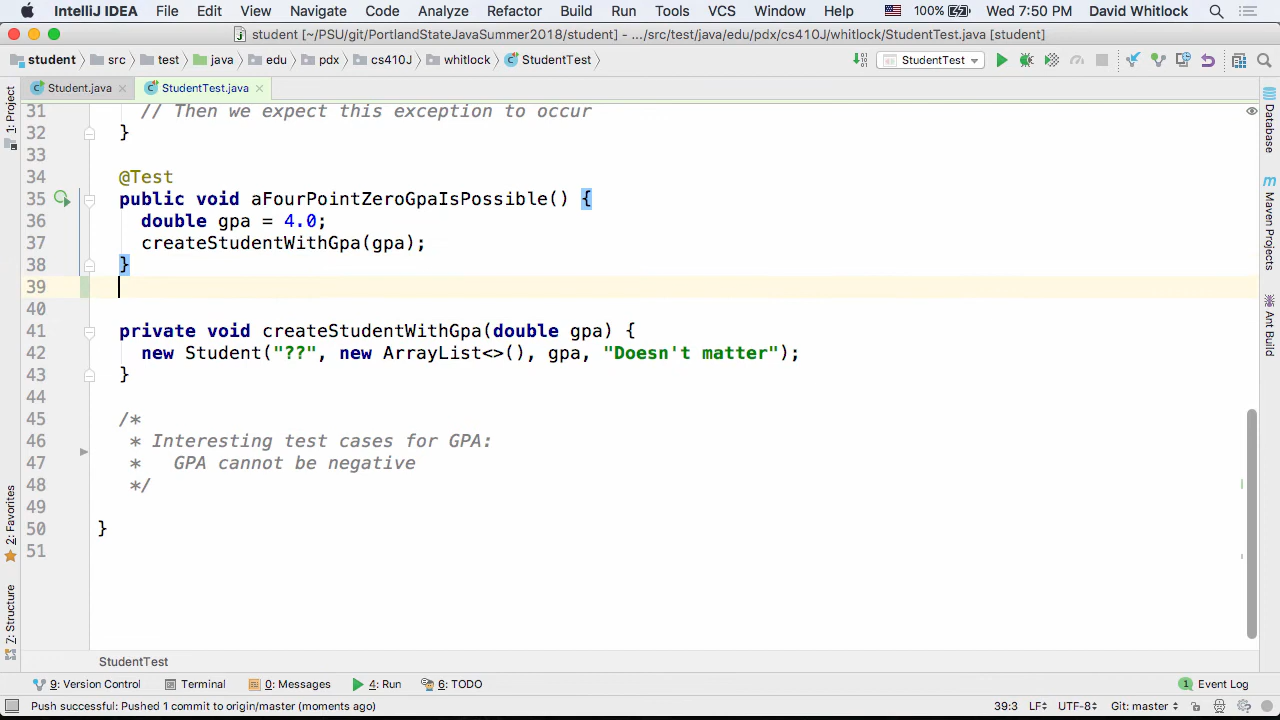 IntelliJ IDEA File Edit View Navigate Code Analyze Refactor Build Run Tools VCS Window Help 100% Wed 7:50 PM David Whitlock
student [~/PSU/git/PortlandStateJavaSummer2018/student] - .../src/test/java/edu/pdx/cs410J/whitlock/StudentTest.java [student]
student src test java edu pdx cs410J whitlock StudentTest StudentTest
Student.java StudentTest.java
1: Project
Database
Maven Projects
Ant Build
2: Favorites
7: Structure
31 // Then we expect this exception to occur
32 }
33
34 @Test
35 public void aFourPointZeroGpaIsPossible() {
36 double gpa = 4.0;
37 createStudentWithGpa(gpa);
38 }
39
40
41 private void createStudentWithGpa(double gpa) {
42 new Student("??", new ArrayList<>(), gpa, "Doesn't matter");
43 }
44
45 /*
46 * Interesting test cases for GPA:
47 * GPA cannot be negative
48 */
49
50 }
51
StudentTest
9: Version Control Terminal 0: Messages 4: Run 6: TODO 1 Event Log
Push successful: Pushed 1 commit to origin/master (moments ago) 39:3 LF UTF-8 Git: master